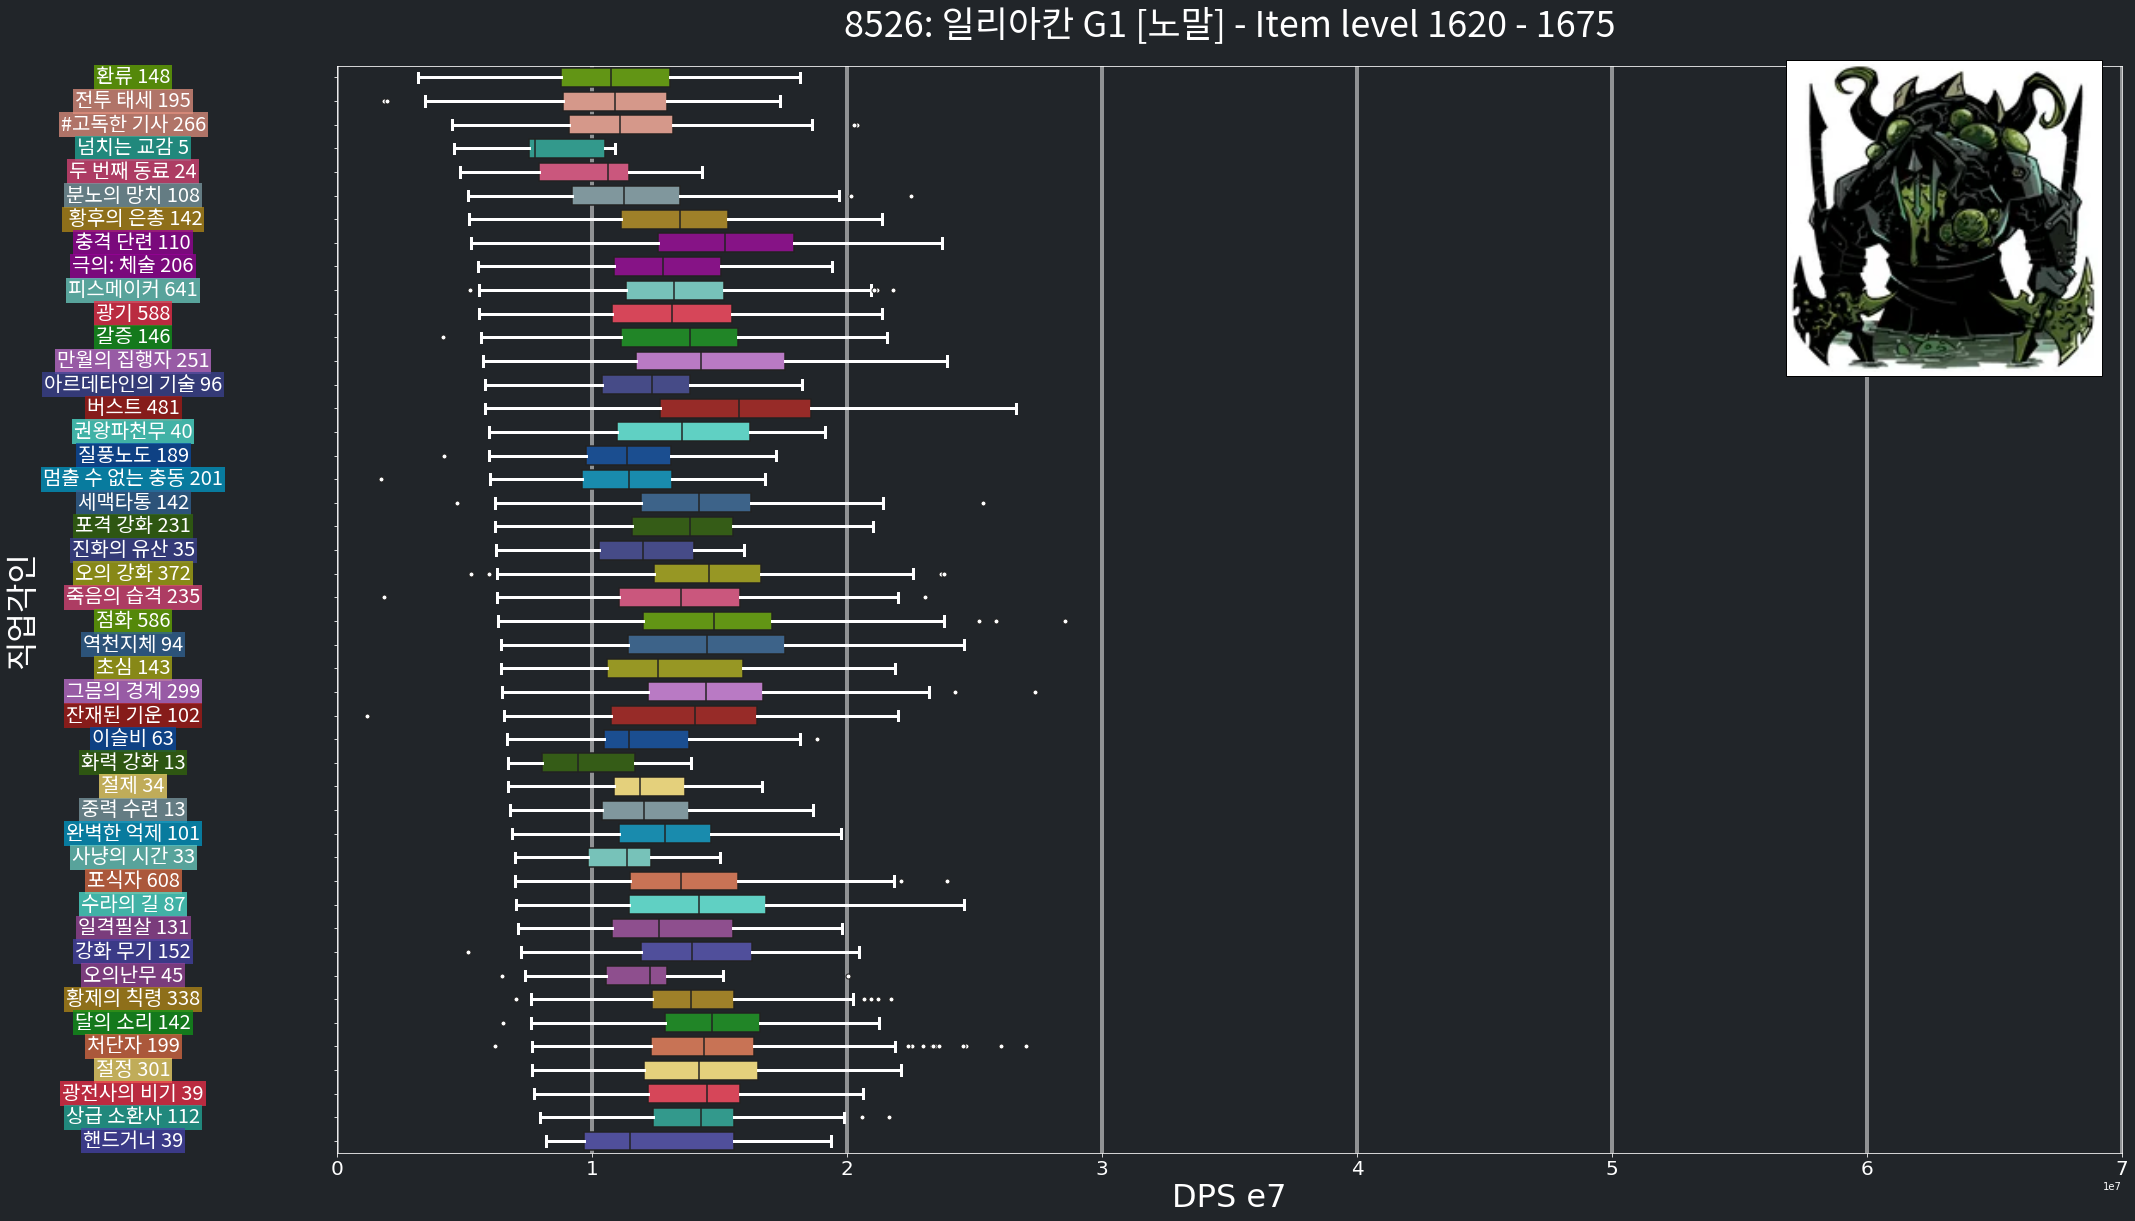 8526: 일리아칸 G1 [노말] - Item level 1620 - 1675
환류 148
전투 태세 195
#고독한 기사 266
넘치는 교감 5
두 번째 동료 24
분노의 망치 108
황후의 은총 142
충격 단련 110
극의: 체술 206
피스메이커 641
광기 588
갈증 146
만월의 집행자 251
아르데타인의 기술 96
버스트 481
권왕파천무 40
질풍노도 189
멈출 수 없는 충동 201
세맥타통 142
포격 강화 231
진화의 유산 35
오의 강화 372
죽음의 습격 235
점화 586
역천지체 94
초심 143
그믐의 경계 299
잔재된 기운 102
이슬비 63
화력 강화 13
절제 34
중력 수련 13
완벽한 억제 101
사냥의 시간 33
포식자 608
수라의 길 87
일격필살 131
강화 무기 152
오의난무 45
황제의 칙령 338
달의 소리 142
처단자 199
절정 301
광전사의 비기 39
상급 소환사 112
핸드거너 39
직업각인
0 1 2 3 4 5 6 7
1e7
DPS e7